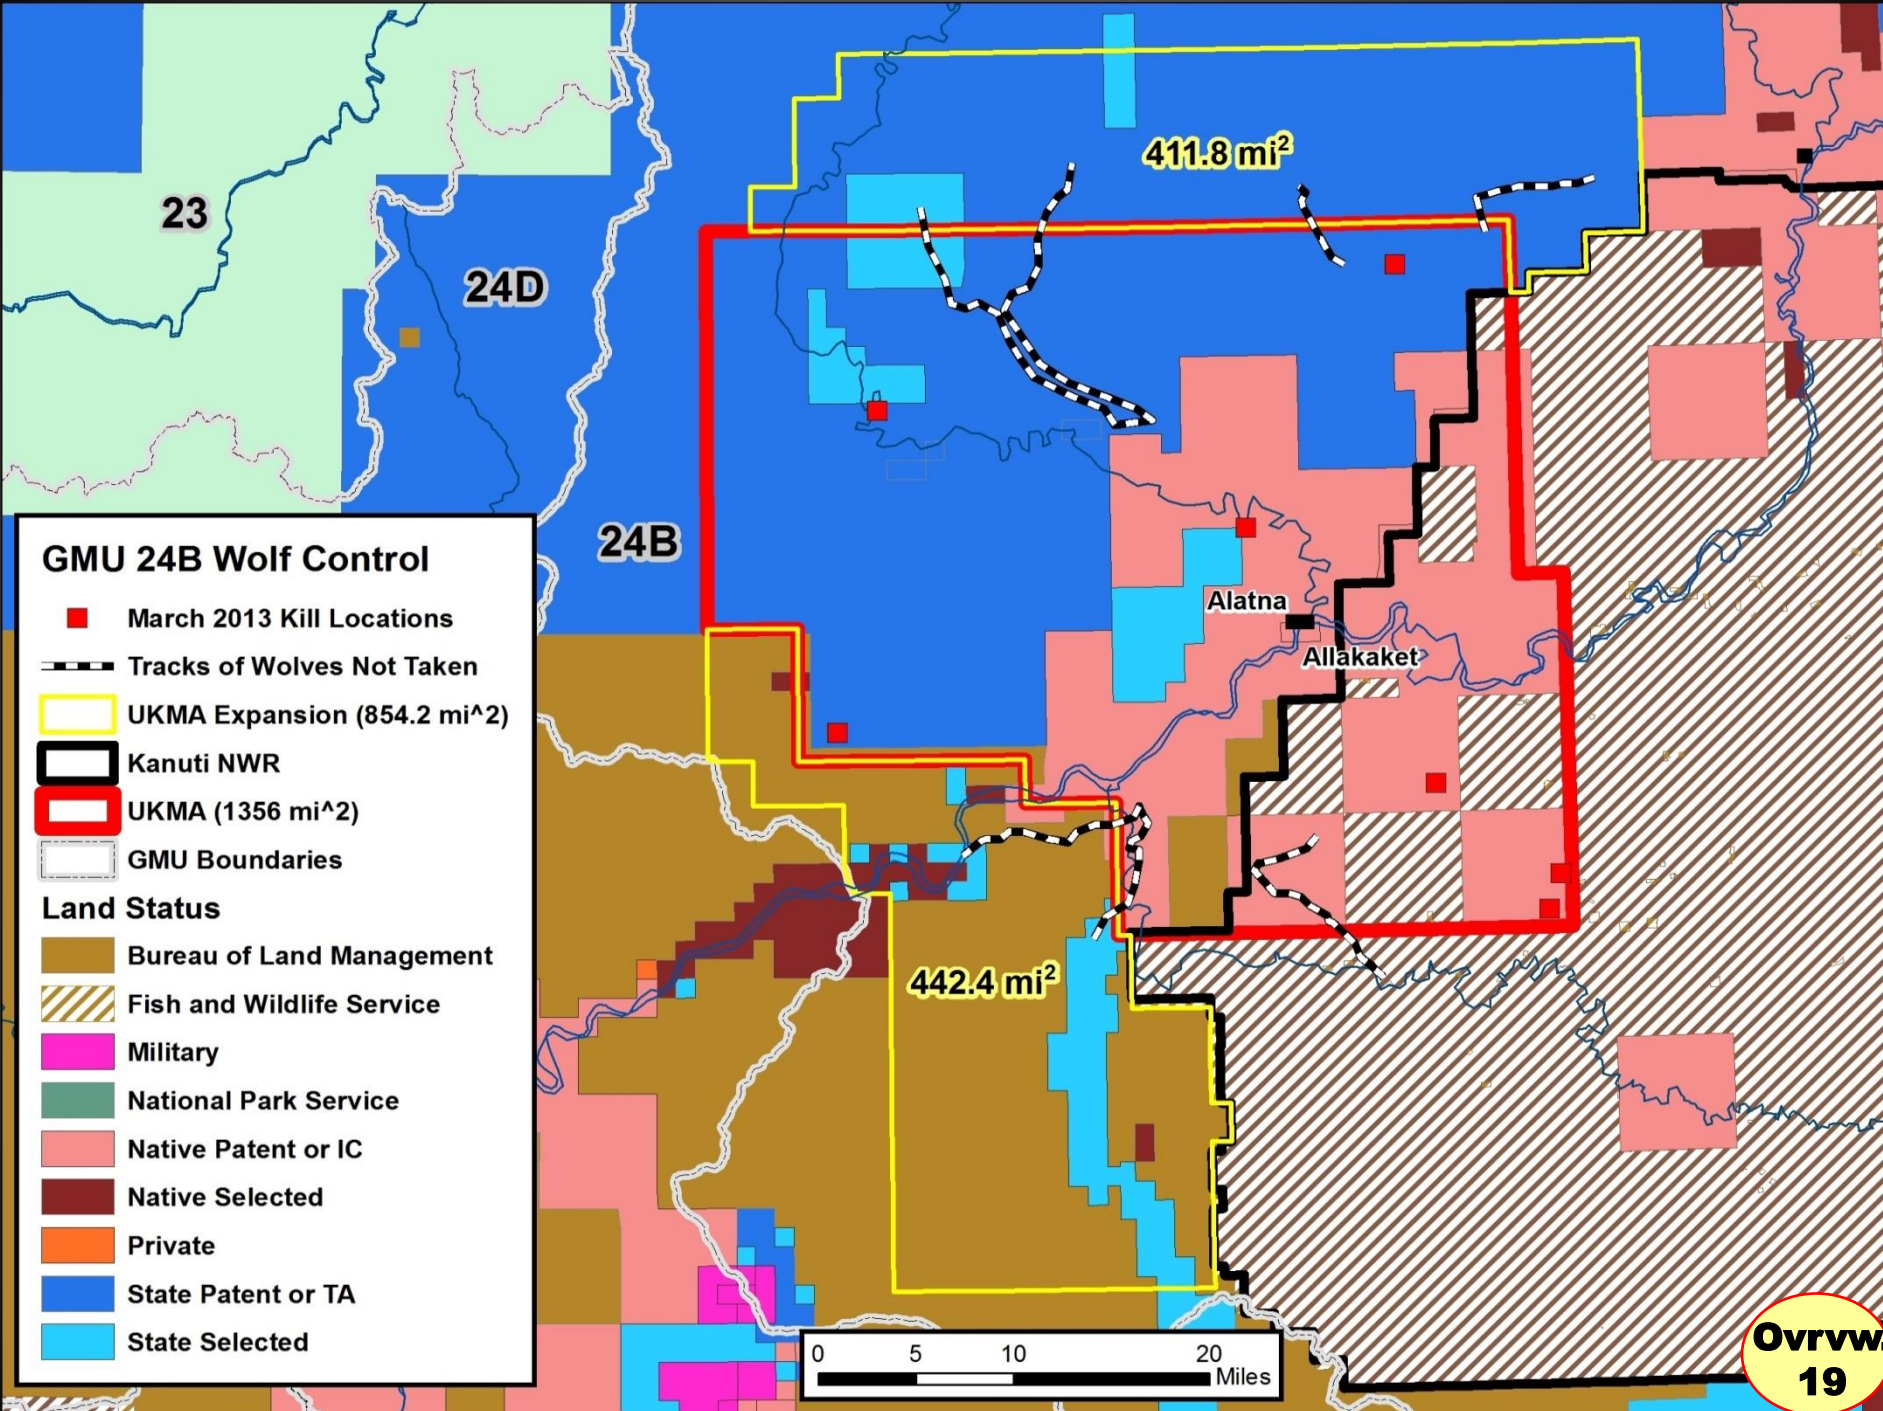 411.8 mi²
23
24D
24B
Alatna
Allakaket
442.4 mi²
GMU 24B Wolf Control
March 2013 Kill Locations
Tracks of Wolves Not Taken
UKMA Expansion (854.2 mi^2)
Kanuti NWR
UKMA (1356 mi^2)
GMU Boundaries
Land Status
Bureau of Land Management
Fish and Wildlife Service
Military
National Park Service
Native Patent or IC
Native Selected
Private
State Patent or TA
State Selected
0 5 10 20
Miles
Ovrvw.
19